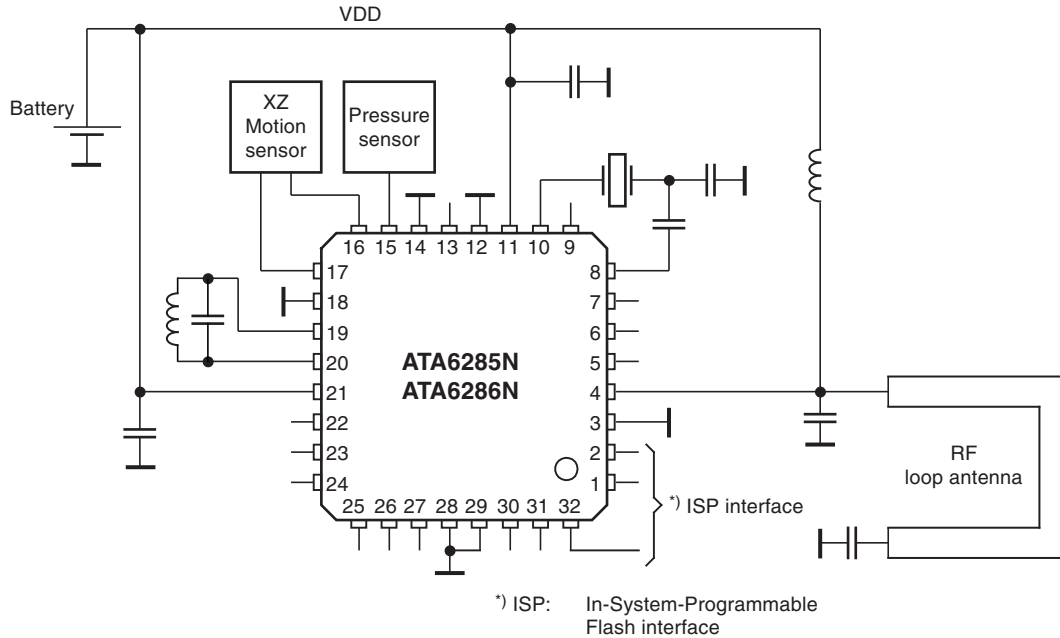 VDD
Battery
XZ
Motion
sensor
Pressure
sensor
16 15 14 13 12 11 10 9
17
18
19
20
21
22
23
24
8
7
6
5
4
3
2
1
ATA6285N
ATA6286N
25 26 27 28 29 30 31 32
RF
loop antenna
*) ISP interface
*) ISP: In-System-Programmable
Flash interface